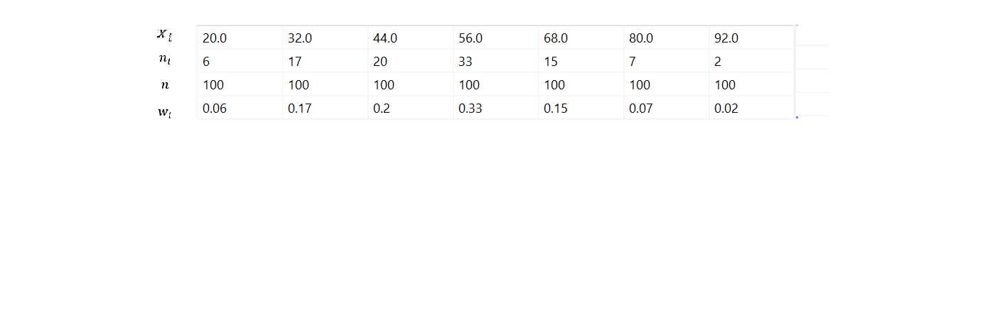 x_i 20.0 32.0 44.0 56.0 68.0 80.0 92.0
n_i 6 17 20 33 15 7 2
n 100 100 100 100 100 100 100
w_i 0.06 0.17 0.2 0.33 0.15 0.07 0.02